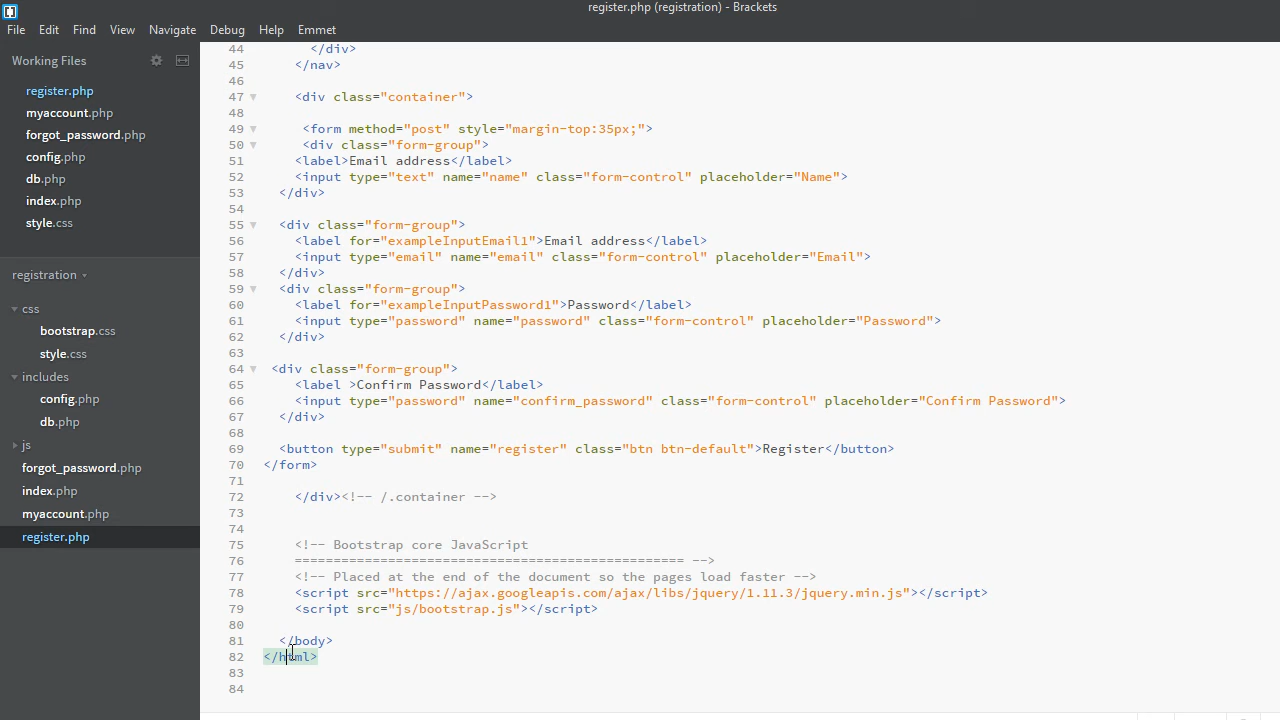 register.php (registration) - Brackets
File Edit Find View Navigate Debug Help Emmet
Working Files
register.php
myaccount.php
forgot_password.php
config.php
db.php
index.php
style.css
registration
css
bootstrap.css
style.css
includes
config.php
db.php
js
forgot_password.php
index.php
myaccount.php
register.php
44 </div>
45 </nav>
46
47 <div class="container">
48
49 <form method="post" style="margin-top:35px;">
50 <div class="form-group">
51 <label>Email address</label>
52 <input type="text" name="name" class="form-control" placeholder="Name">
53 </div>
54
55 <div class="form-group">
56 <label for="exampleInputEmail1">Email address</label>
57 <input type="email" name="email" class="form-control" placeholder="Email">
58 </div>
59 <div class="form-group">
60 <label for="exampleInputPassword1">Password</label>
61 <input type="password" name="password" class="form-control" placeholder="Password">
62 </div>
63
64 <div class="form-group">
65 <label >Confirm Password</label>
66 <input type="password" name="confirm_password" class="form-control" placeholder="Confirm Password">
67 </div>
68
69 <button type="submit" name="register" class="btn btn-default">Register</button>
70 </form>
71
72 </div><!-- /.container -->
73
74
75 <!-- Bootstrap core JavaScript
76 ================================================== -->
77 <!-- Placed at the end of the document so the pages load faster -->
78 <script src="https://ajax.googleapis.com/ajax/libs/jquery/1.11.3/jquery.min.js"></script>
79 <script src="js/bootstrap.js"></script>
80
81 </body>
82 </html>
83
84